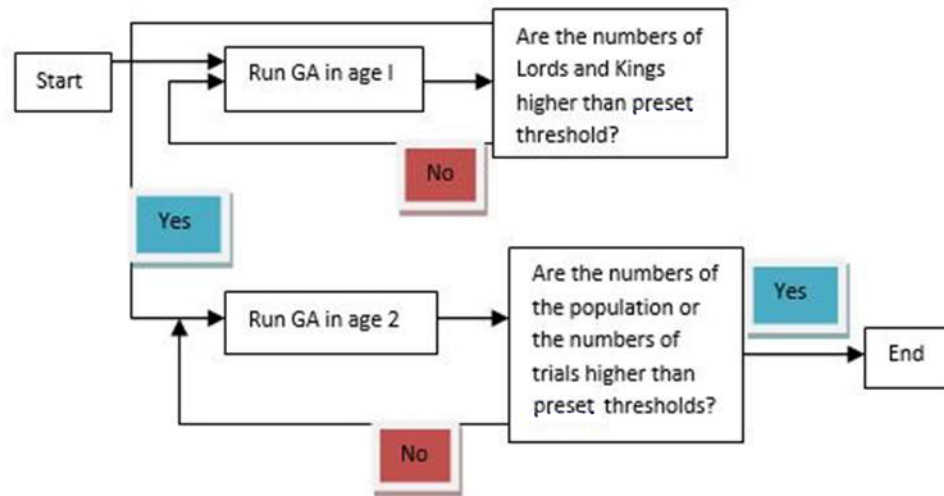 Start
Run GA in age I
Are the numbers of
Lords and Kings
higher than preset
threshold?
No
Yes
Run GA in age 2
Are the numbers of
the population or
the numbers of
trials higher than
preset thresholds?
Yes
End
No